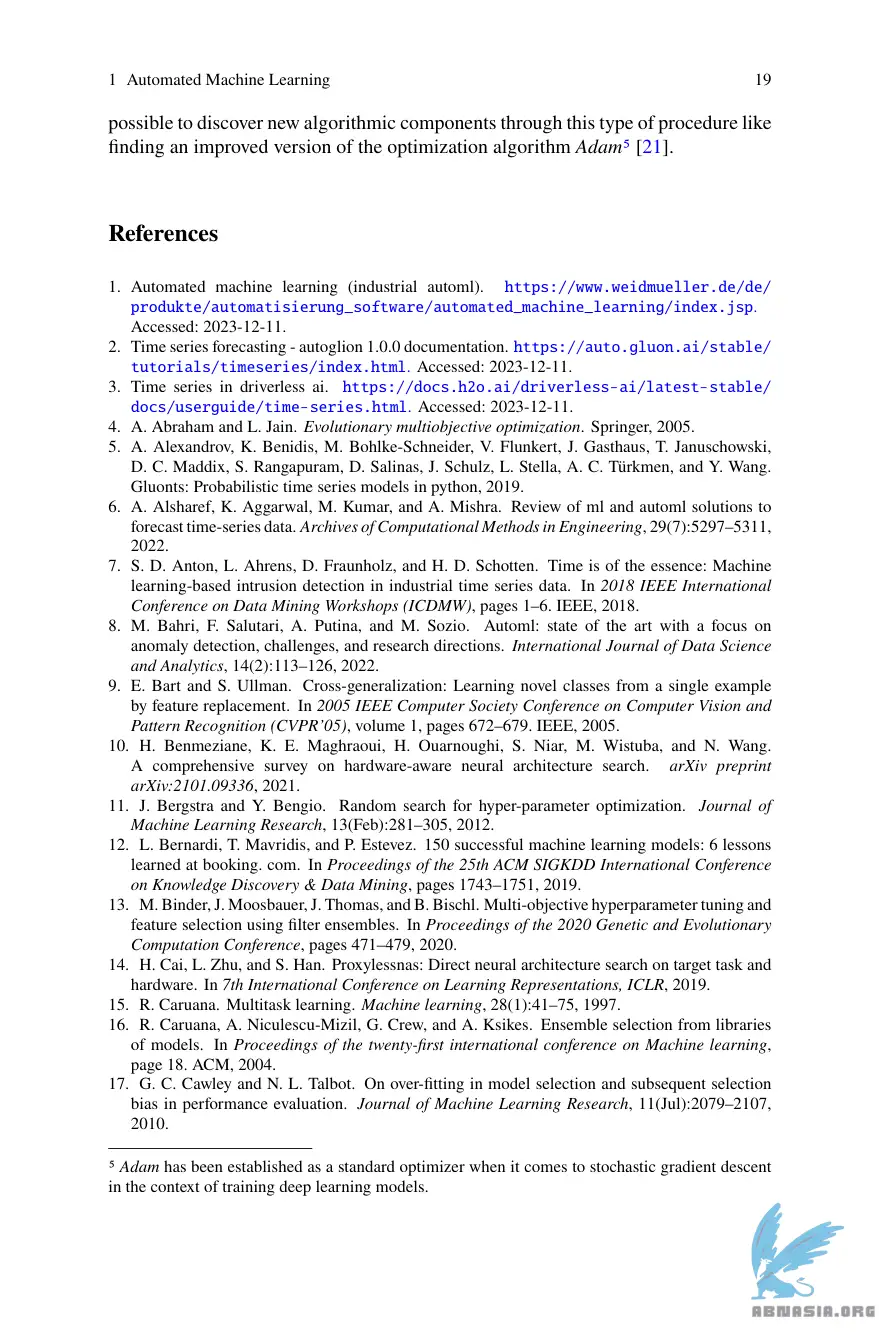 1 Automated Machine Learning 19
possible to discover new algorithmic components through this type of procedure like
finding an improved version of the optimization algorithm Adam⁵ [21].
References
1. Automated machine learning (industrial automl). https://www.weidmueller.de/de/
produkte/automatisierung_software/automated_machine_learning/index.jsp.
Accessed: 2023-12-11.
2. Time series forecasting - autoglion 1.0.0 documentation. https://auto.gluon.ai/stable/
tutorials/timeseries/index.html. Accessed: 2023-12-11.
3. Time series in driverless ai. https://docs.h2o.ai/driverless-ai/latest-stable/
docs/userguide/time-series.html. Accessed: 2023-12-11.
4. A. Abraham and L. Jain. Evolutionary multiobjective optimization. Springer, 2005.
5. A. Alexandrov, K. Benidis, M. Bohlke-Schneider, V. Flunkert, J. Gasthaus, T. Januschowski,
D. C. Maddix, S. Rangapuram, D. Salinas, J. Schulz, L. Stella, A. C. Türkmen, and Y. Wang.
Gluonts: Probabilistic time series models in python, 2019.
6. A. Alsharef, K. Aggarwal, M. Kumar, and A. Mishra. Review of ml and automl solutions to
forecast time-series data. Archives of Computational Methods in Engineering, 29(7):5297–5311,
2022.
7. S. D. Anton, L. Ahrens, D. Fraunholz, and H. D. Schotten. Time is of the essence: Machine
learning-based intrusion detection in industrial time series data. In 2018 IEEE International
Conference on Data Mining Workshops (ICDMW), pages 1–6. IEEE, 2018.
8. M. Bahri, F. Salutari, A. Putina, and M. Sozio. Automl: state of the art with a focus on
anomaly detection, challenges, and research directions. International Journal of Data Science
and Analytics, 14(2):113–126, 2022.
9. E. Bart and S. Ullman. Cross-generalization: Learning novel classes from a single example
by feature replacement. In 2005 IEEE Computer Society Conference on Computer Vision and
Pattern Recognition (CVPR'05), volume 1, pages 672–679. IEEE, 2005.
10. H. Benmeziane, K. E. Maghraoui, H. Ouarnoughi, S. Niar, M. Wistuba, and N. Wang.
A comprehensive survey on hardware-aware neural architecture search. arXiv preprint
arXiv:2101.09336, 2021.
11. J. Bergstra and Y. Bengio. Random search for hyper-parameter optimization. Journal of
Machine Learning Research, 13(Feb):281–305, 2012.
12. L. Bernardi, T. Mavridis, and P. Estevez. 150 successful machine learning models: 6 lessons
learned at booking. com. In Proceedings of the 25th ACM SIGKDD International Conference
on Knowledge Discovery & Data Mining, pages 1743–1751, 2019.
13. M. Binder, J. Moosbauer, J. Thomas, and B. Bischl. Multi-objective hyperparameter tuning and
feature selection using filter ensembles. In Proceedings of the 2020 Genetic and Evolutionary
Computation Conference, pages 471–479, 2020.
14. H. Cai, L. Zhu, and S. Han. Proxylessnas: Direct neural architecture search on target task and
hardware. In 7th International Conference on Learning Representations, ICLR, 2019.
15. R. Caruana. Multitask learning. Machine learning, 28(1):41–75, 1997.
16. R. Caruana, A. Niculescu-Mizil, G. Crew, and A. Ksikes. Ensemble selection from libraries
of models. In Proceedings of the twenty-first international conference on Machine learning,
page 18. ACM, 2004.
17. G. C. Cawley and N. L. Talbot. On over-fitting in model selection and subsequent selection
bias in performance evaluation. Journal of Machine Learning Research, 11(Jul):2079–2107,
2010.
⁵ Adam has been established as a standard optimizer when it comes to stochastic gradient descent
in the context of training deep learning models.
ABNASIA.ORG